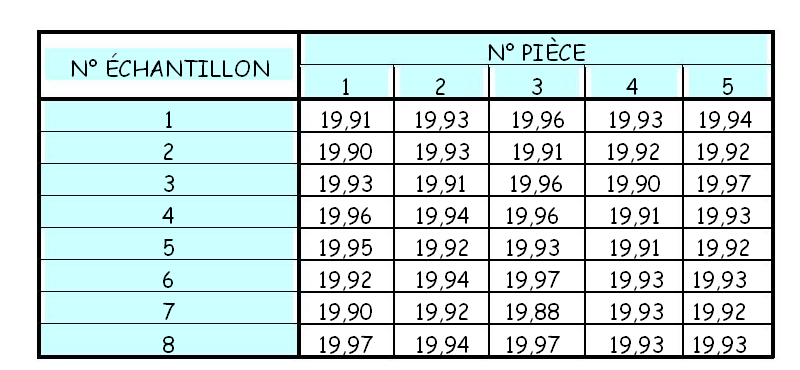 N° PIÈCE
N° ÉCHANTILLON
1 2 3 4 5
1 19,91 19,93 19,96 19,93 19,94
2 19,90 19,93 19,91 19,92 19,92
3 19,93 19,91 19,96 19,90 19,97
4 19,96 19,94 19,96 19,91 19,93
5 19,95 19,92 19,93 19,91 19,92
6 19,92 19,94 19,97 19,93 19,93
7 19,90 19,92 19,88 19,93 19,92
8 19,97 19,94 19,97 19,93 19,93